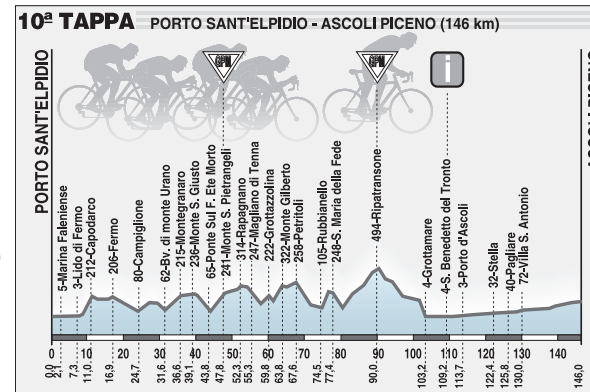 10ª TAPPA PORTO SANT'ELPIDIO - ASCOLI PICENO (146 km)
GPM
GPM
i
PORTO SANT'ELPIDIO
5-Marina Faleniense
3-Lido di Fermo
212-Capodarco
206-Fermo
80-Campiglione
62-Bv. di monte Urano
215-Montegranaro
236-Monte S. Giusto
65-Ponte Sul F. Ete Morto
241-Monte S. Pietrangeli
314-Rapagnano
247-Magliano di Tenna
222-Grottazzolina
322-Monte Gilberto
258-Petritoli
105-Rubbianello
248-S. Maria della Fede
494-Ripatransone
4-Grottamare
4-S. Benedetto del Tronto
3-Porto d'Ascoli
32-Stella
40-Pagliare
72-Villa S. Antonio
0 10 20 30 40 50 60 70 80 90 100 110 120 130 140
0,0
2,1
7,3
11,0
16,9
24,7
31,6
36,6
39,1
43,8
47,8
52,3
55,3
59,8
63,8
67,6
74,5
77,4
90,0
103,2
109,2
113,7
122,4
125,8
130,0
146,0